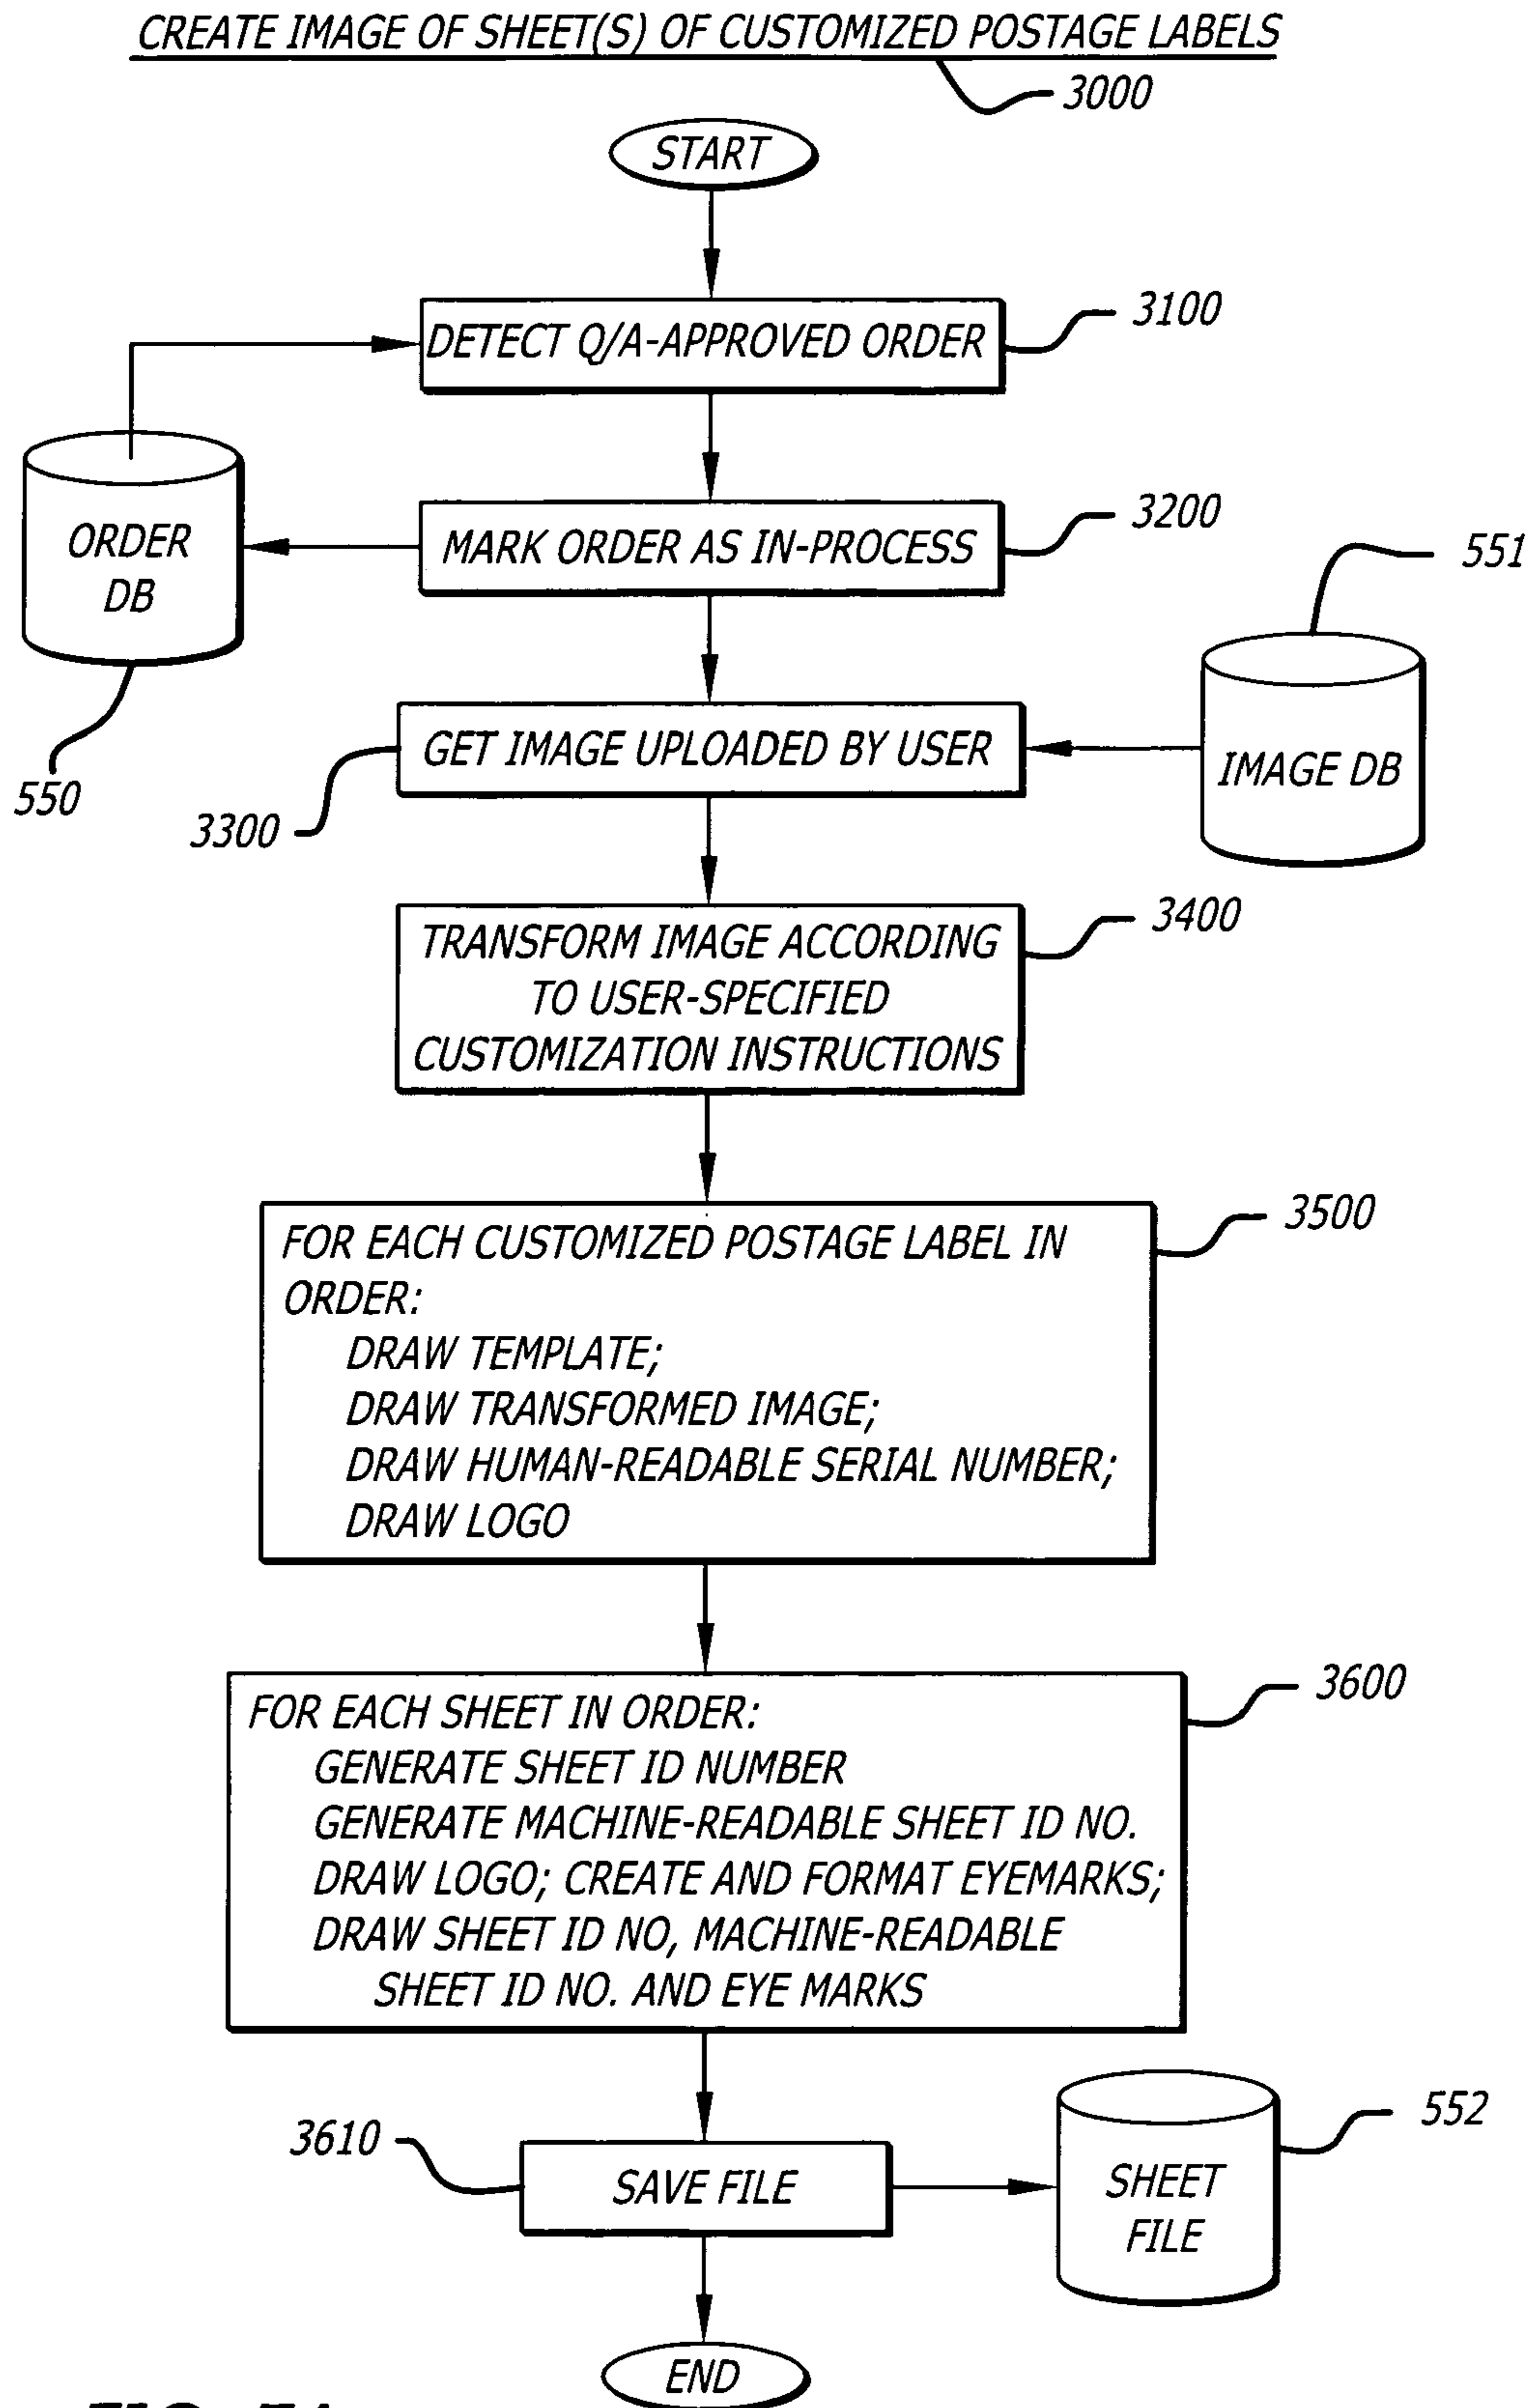 CREATE IMAGE OF SHEET(S) OF CUSTOMIZED POSTAGE LABELS
3000
START
DETECT Q/A-APPROVED ORDER
3100
MARK ORDER AS IN-PROCESS
3200
ORDER
DB
550
551
IMAGE DB
GET IMAGE UPLOADED BY USER
3300
TRANSFORM IMAGE ACCORDING
TO USER-SPECIFIED
CUSTOMIZATION INSTRUCTIONS
3400
FOR EACH CUSTOMIZED POSTAGE LABEL IN
ORDER:
DRAW TEMPLATE;
DRAW TRANSFORMED IMAGE;
DRAW HUMAN-READABLE SERIAL NUMBER;
DRAW LOGO
3500
FOR EACH SHEET IN ORDER:
GENERATE SHEET ID NUMBER
GENERATE MACHINE-READABLE SHEET ID NO.
DRAW LOGO; CREATE AND FORMAT EYEMARKS;
DRAW SHEET ID NO, MACHINE-READABLE
SHEET ID NO. AND EYE MARKS
3600
3610
SAVE FILE
SHEET
FILE
552
END